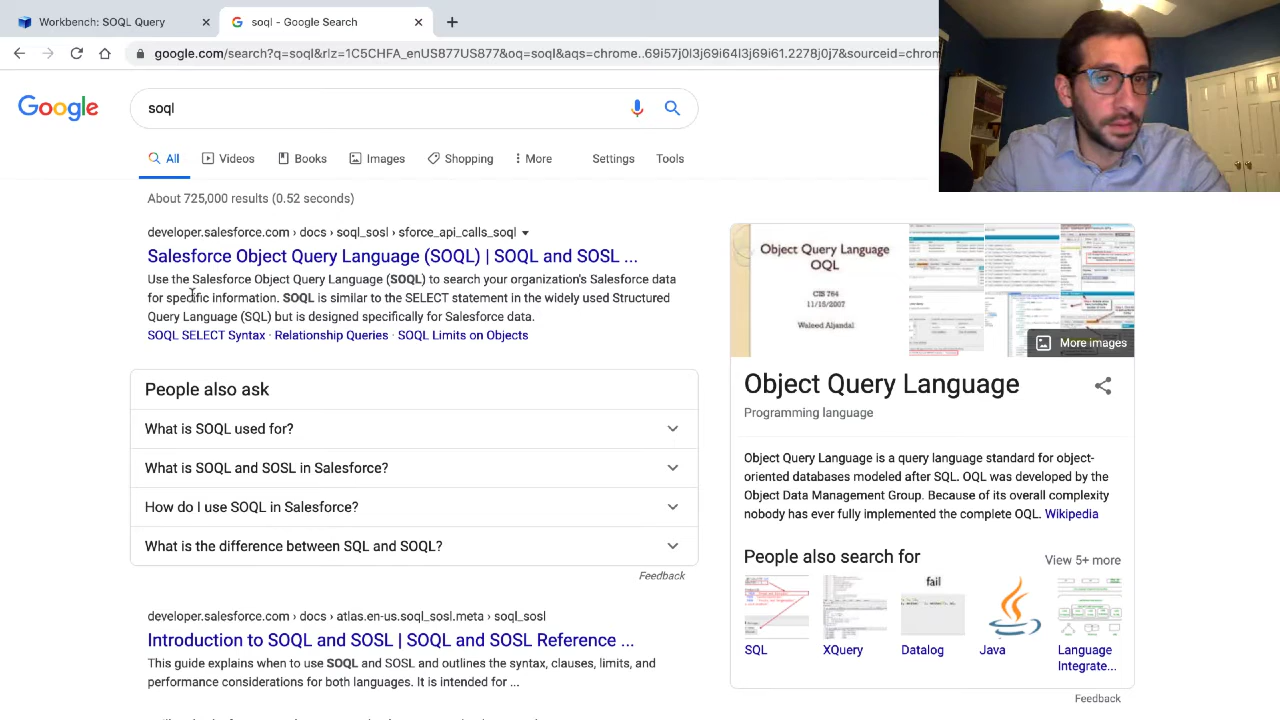 Workbench: SOQL Query
soql - Google Search
google.com/search?q=soql&rlz=1C5CHFA_enUS877US877&oq=soql&aqs=chrome..69i57j0l3j69i64l3j69i61.2278j0j7&sourceid=chrom
Google
soql
All
Videos
Books
Images
Shopping
More
Settings
Tools
About 725,000 results (0.52 seconds)
developer.salesforce.com › docs › soql_sosl › sforce_api_calls_soql
Salesforce Object Query Language (SOQL) | SOQL and SOSL ...
Use the Salesforce Object Query Language (SOQL) to search your organization's Salesforce data
for specific information. SOQL is similar to the SELECT statement in the widely used Structured
Query Language (SQL) but is designed specifically for Salesforce data.
SOQL SELECT Syntax · Relationship Queries · SOQL Limits on Objects
People also ask
What is SOQL used for?
What is SOQL and SOSL in Salesforce?
How do I use SOQL in Salesforce?
What is the difference between SQL and SOQL?
Feedback
developer.salesforce.com › docs › atlas.en-us.soql_sosl.meta › soql_sosl
Introduction to SOQL and SOSL | SOQL and SOSL Reference ...
This guide explains when to use SOQL and SOSL and outlines the syntax, clauses, limits, and
performance considerations for both languages. It is intended for ...
Object Query Language
OQL
CIS 764
11/10/2007
Waleed Aljandal
More images
Object Query Language
Programming language
Object Query Language is a query language standard for object-
oriented databases modeled after SQL. OQL was developed by the
Object Data Management Group. Because of its overall complexity
nobody has ever fully implemented the complete OQL. Wikipedia
People also search for
View 5+ more
fail
SQL
XQuery
Datalog
Java
Language
Integrate...
Feedback